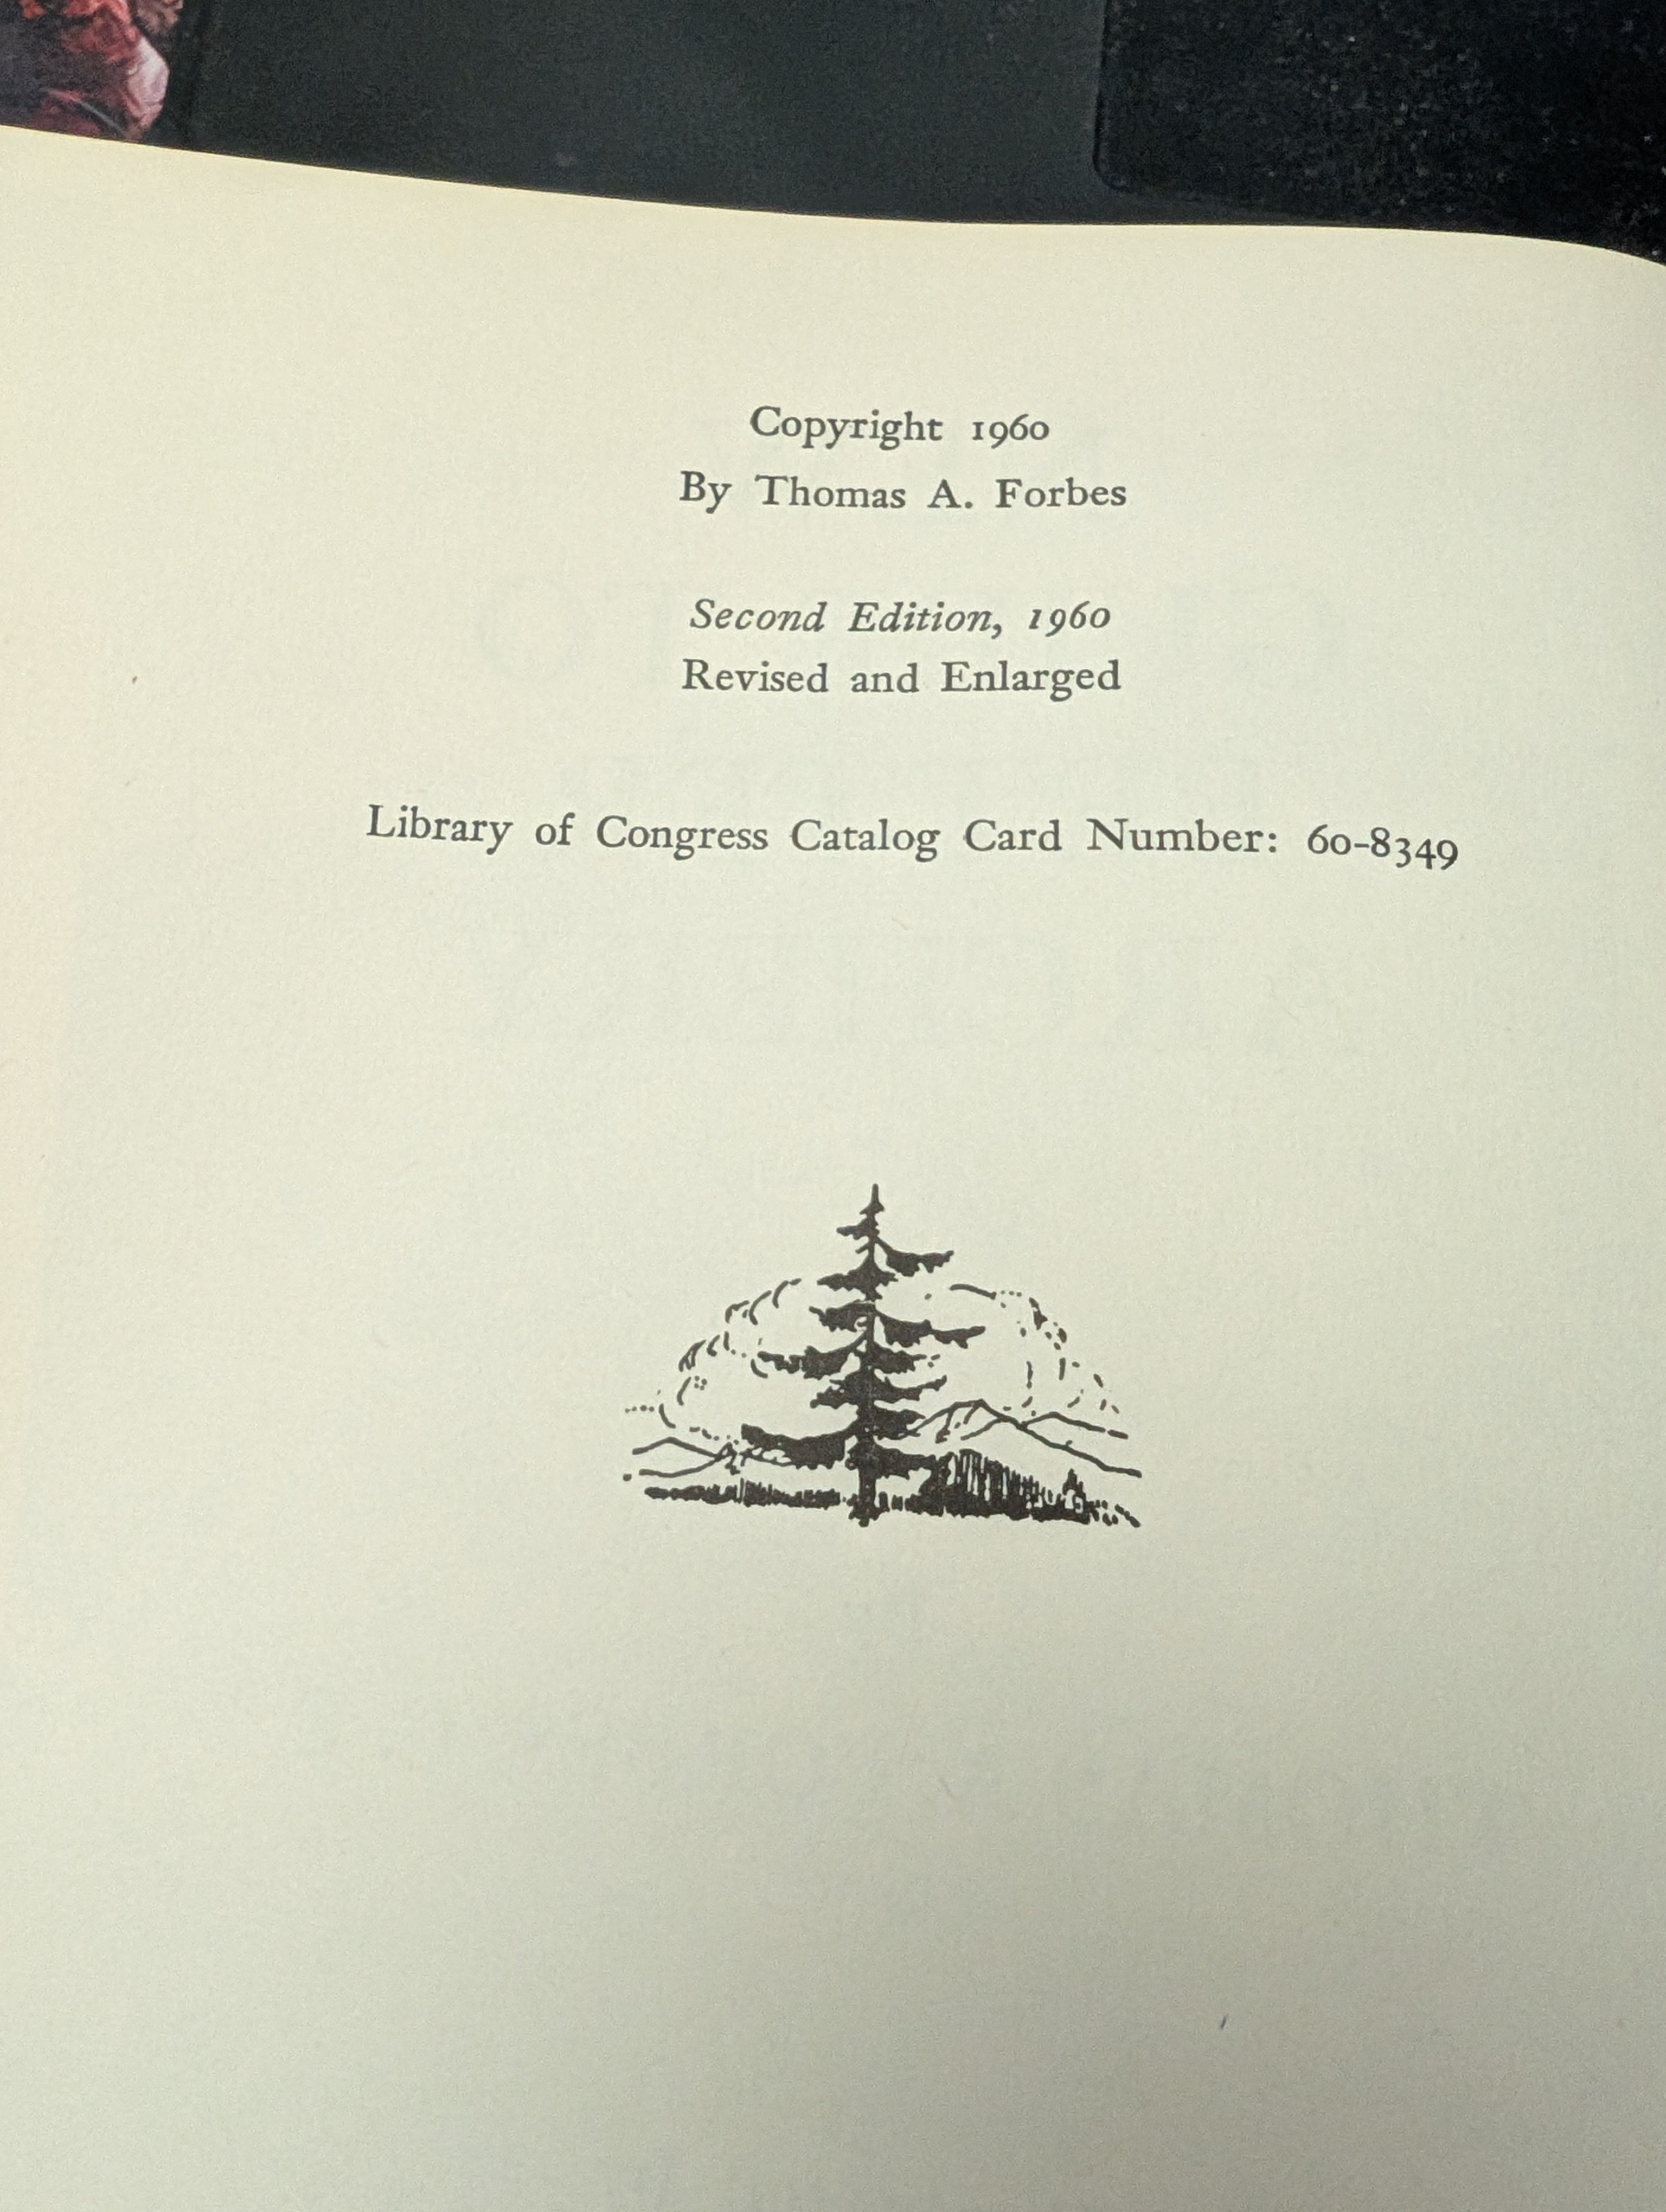 Copyright 1960
By Thomas A. Forbes
Second Edition, 1960
Revised and Enlarged
Library of Congress Catalog Card Number: 60-8349